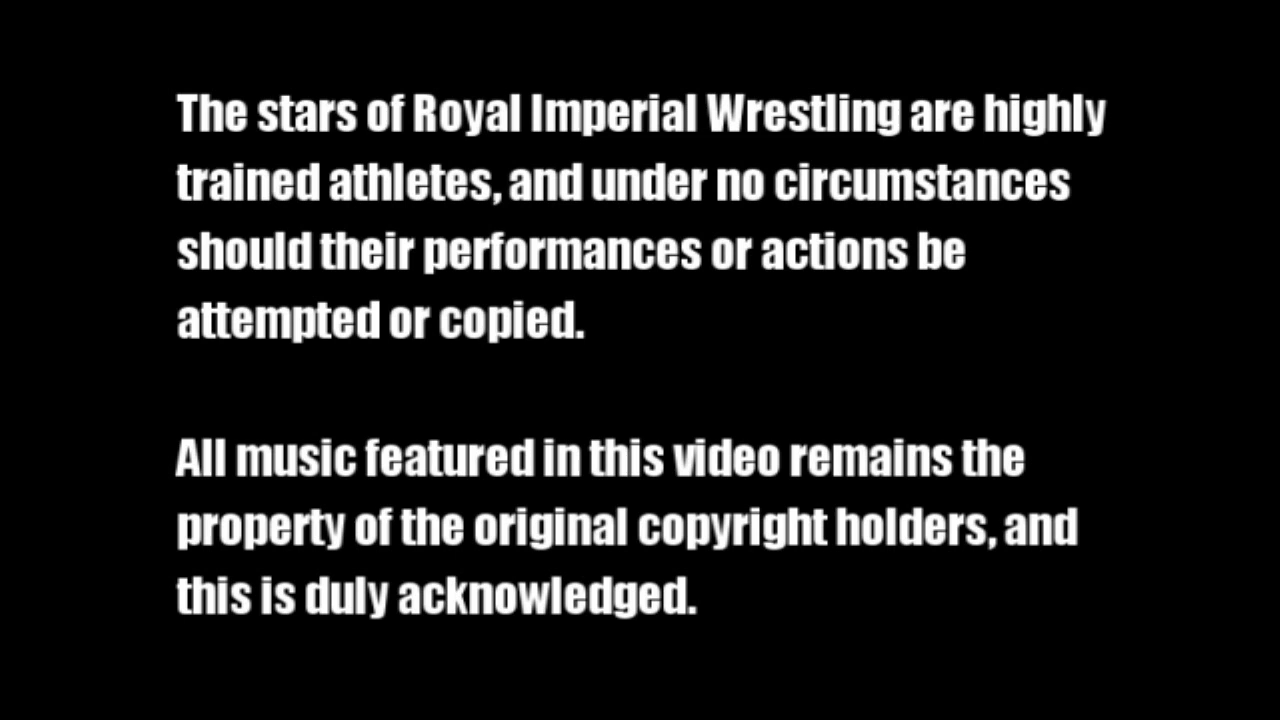 The stars of Royal Imperial Wrestling are highly
trained athletes, and under no circumstances
should their performances or actions be
attempted or copied.
All music featured in this video remains the
property of the original copyright holders, and
this is duly acknowledged.